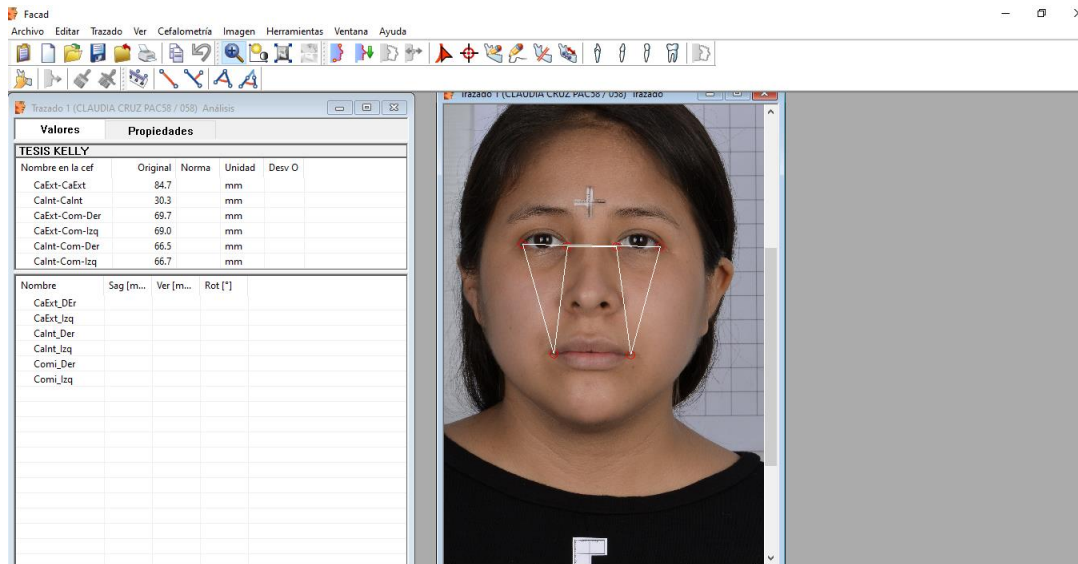 Facad
Archivo Editar Trazado Ver Cefalometría Imagen Herramientas Ventana Ayuda
Trazado 1 (CLAUDIA CRUZ PAC58 / 058) Análisis
Trazado 1 (CLAUDIA CRUZ PAC58 / 058) Trazado
Valores Propiedades
TESIS KELLY
Nombre en la cef Original Norma Unidad Desv O
CaExt-CaExt 84.7 mm
CaInt-CaInt 30.3 mm
CaExt-Com-Der 69.7 mm
CaExt-Com-Izq 69.0 mm
CaInt-Com-Der 66.5 mm
CaInt-Com-Izq 66.7 mm
Nombre Sag [m... Ver [m... Rot [°]
CaExt_DEr
CaExt_Izq
CaInt_Der
CaInt_Izq
Comi_Der
Comi_Izq